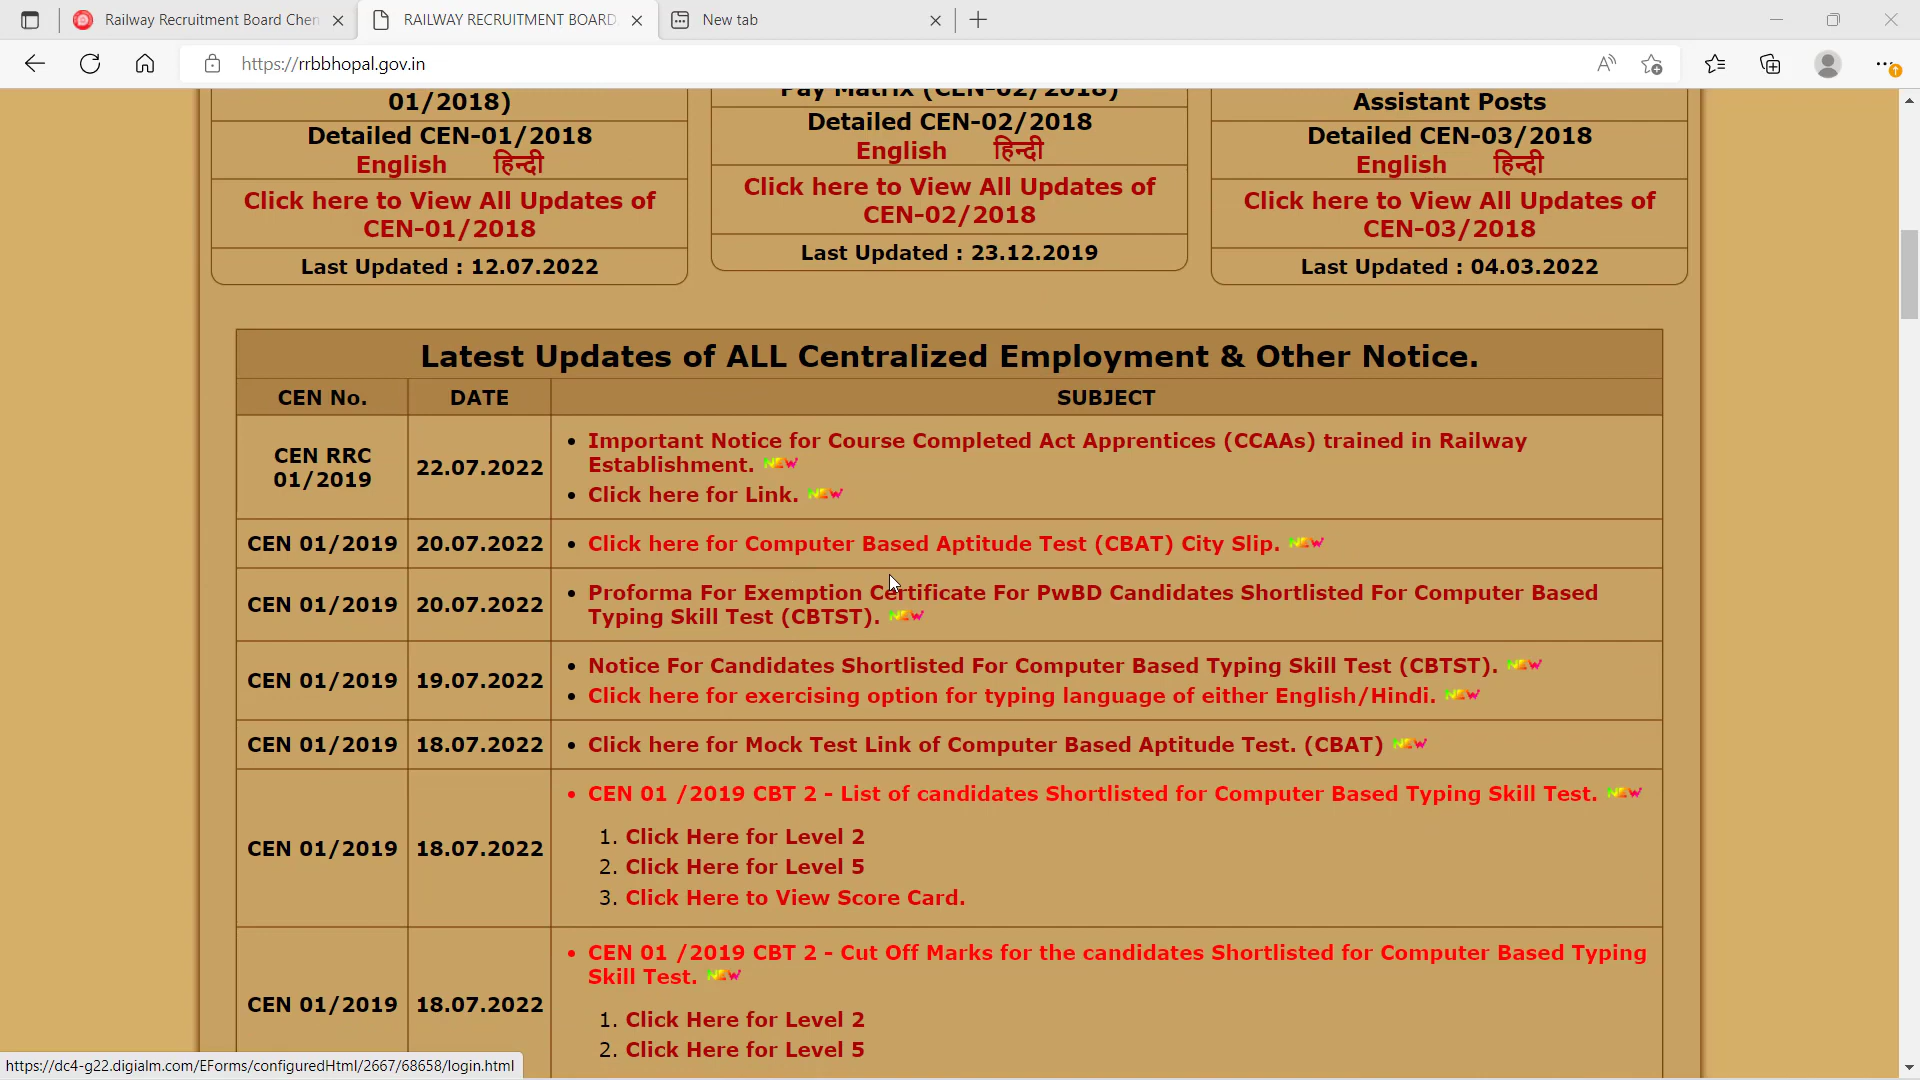 Railway Recruitment Board Chen
RAILWAY RECRUITMENT BOARD
New tab
https://rrbbhopal.gov.in
01/2018)
Detailed CEN-01/2018
English हिन्दी
Click here to View All Updates of
CEN-01/2018
Last Updated : 12.07.2022
Pay Matrix (CEN-02/2018)
Detailed CEN-02/2018
English हिन्दी
Click here to View All Updates of
CEN-02/2018
Last Updated : 23.12.2019
Assistant Posts
Detailed CEN-03/2018
English हिन्दी
Click here to View All Updates of
CEN-03/2018
Last Updated : 04.03.2022
Latest Updates of ALL Centralized Employment & Other Notice.
CEN No. DATE SUBJECT
CEN RRC
01/2019
22.07.2022
Important Notice for Course Completed Act Apprentices (CCAAs) trained in Railway
Establishment. NEW
Click here for Link. NEW
CEN 01/2019 20.07.2022 Click here for Computer Based Aptitude Test (CBAT) City Slip. NEW
CEN 01/2019 20.07.2022 Proforma For Exemption Certificate For PwBD Candidates Shortlisted For Computer Based
Typing Skill Test (CBTST). NEW
CEN 01/2019 19.07.2022 Notice For Candidates Shortlisted For Computer Based Typing Skill Test (CBTST). NEW
Click here for exercising option for typing language of either English/Hindi. NEW
CEN 01/2019 18.07.2022 Click here for Mock Test Link of Computer Based Aptitude Test. (CBAT) NEW
CEN 01/2019 18.07.2022 CEN 01 /2019 CBT 2 - List of candidates Shortlisted for Computer Based Typing Skill Test. NEW
1. Click Here for Level 2
2. Click Here for Level 5
3. Click Here to View Score Card.
CEN 01/2019 18.07.2022 CEN 01 /2019 CBT 2 - Cut Off Marks for the candidates Shortlisted for Computer Based Typing
Skill Test. NEW
1. Click Here for Level 2
2. Click Here for Level 5
https://dc4-g22.digialm.com/EForms/configuredHtml/2667/68658/login.html